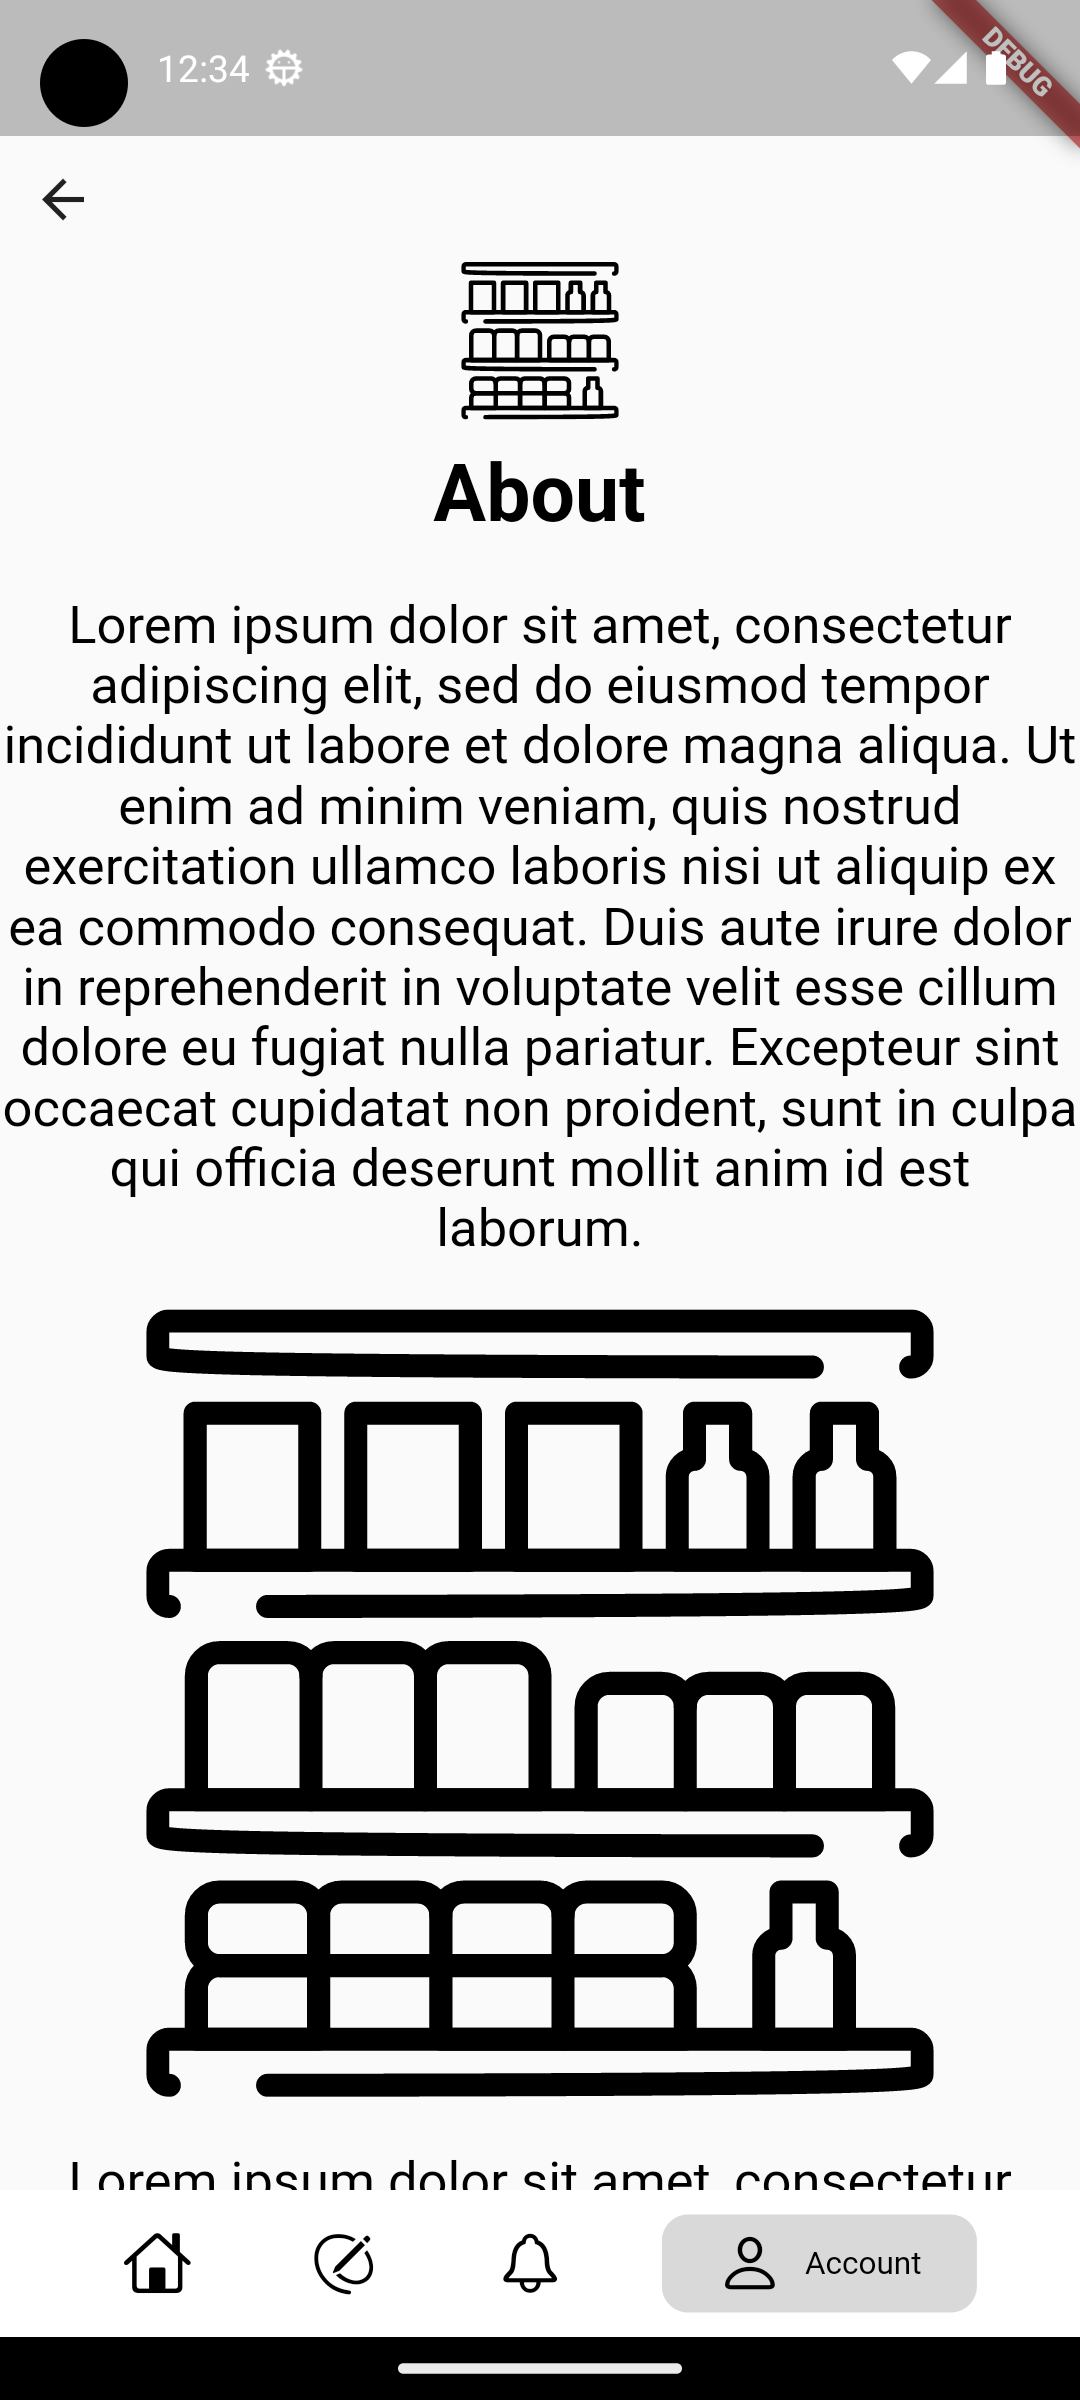 12:34
DEBUG
About
Lorem ipsum dolor sit amet, consectetur
adipiscing elit, sed do eiusmod tempor
incididunt ut labore et dolore magna aliqua. Ut
enim ad minim veniam, quis nostrud
exercitation ullamco laboris nisi ut aliquip ex
ea commodo consequat. Duis aute irure dolor
in reprehenderit in voluptate velit esse cillum
dolore eu fugiat nulla pariatur. Excepteur sint
occaecat cupidatat non proident, sunt in culpa
qui officia deserunt mollit anim id est
laborum.
Lorem ipsum dolor sit amet, consectetur
Account